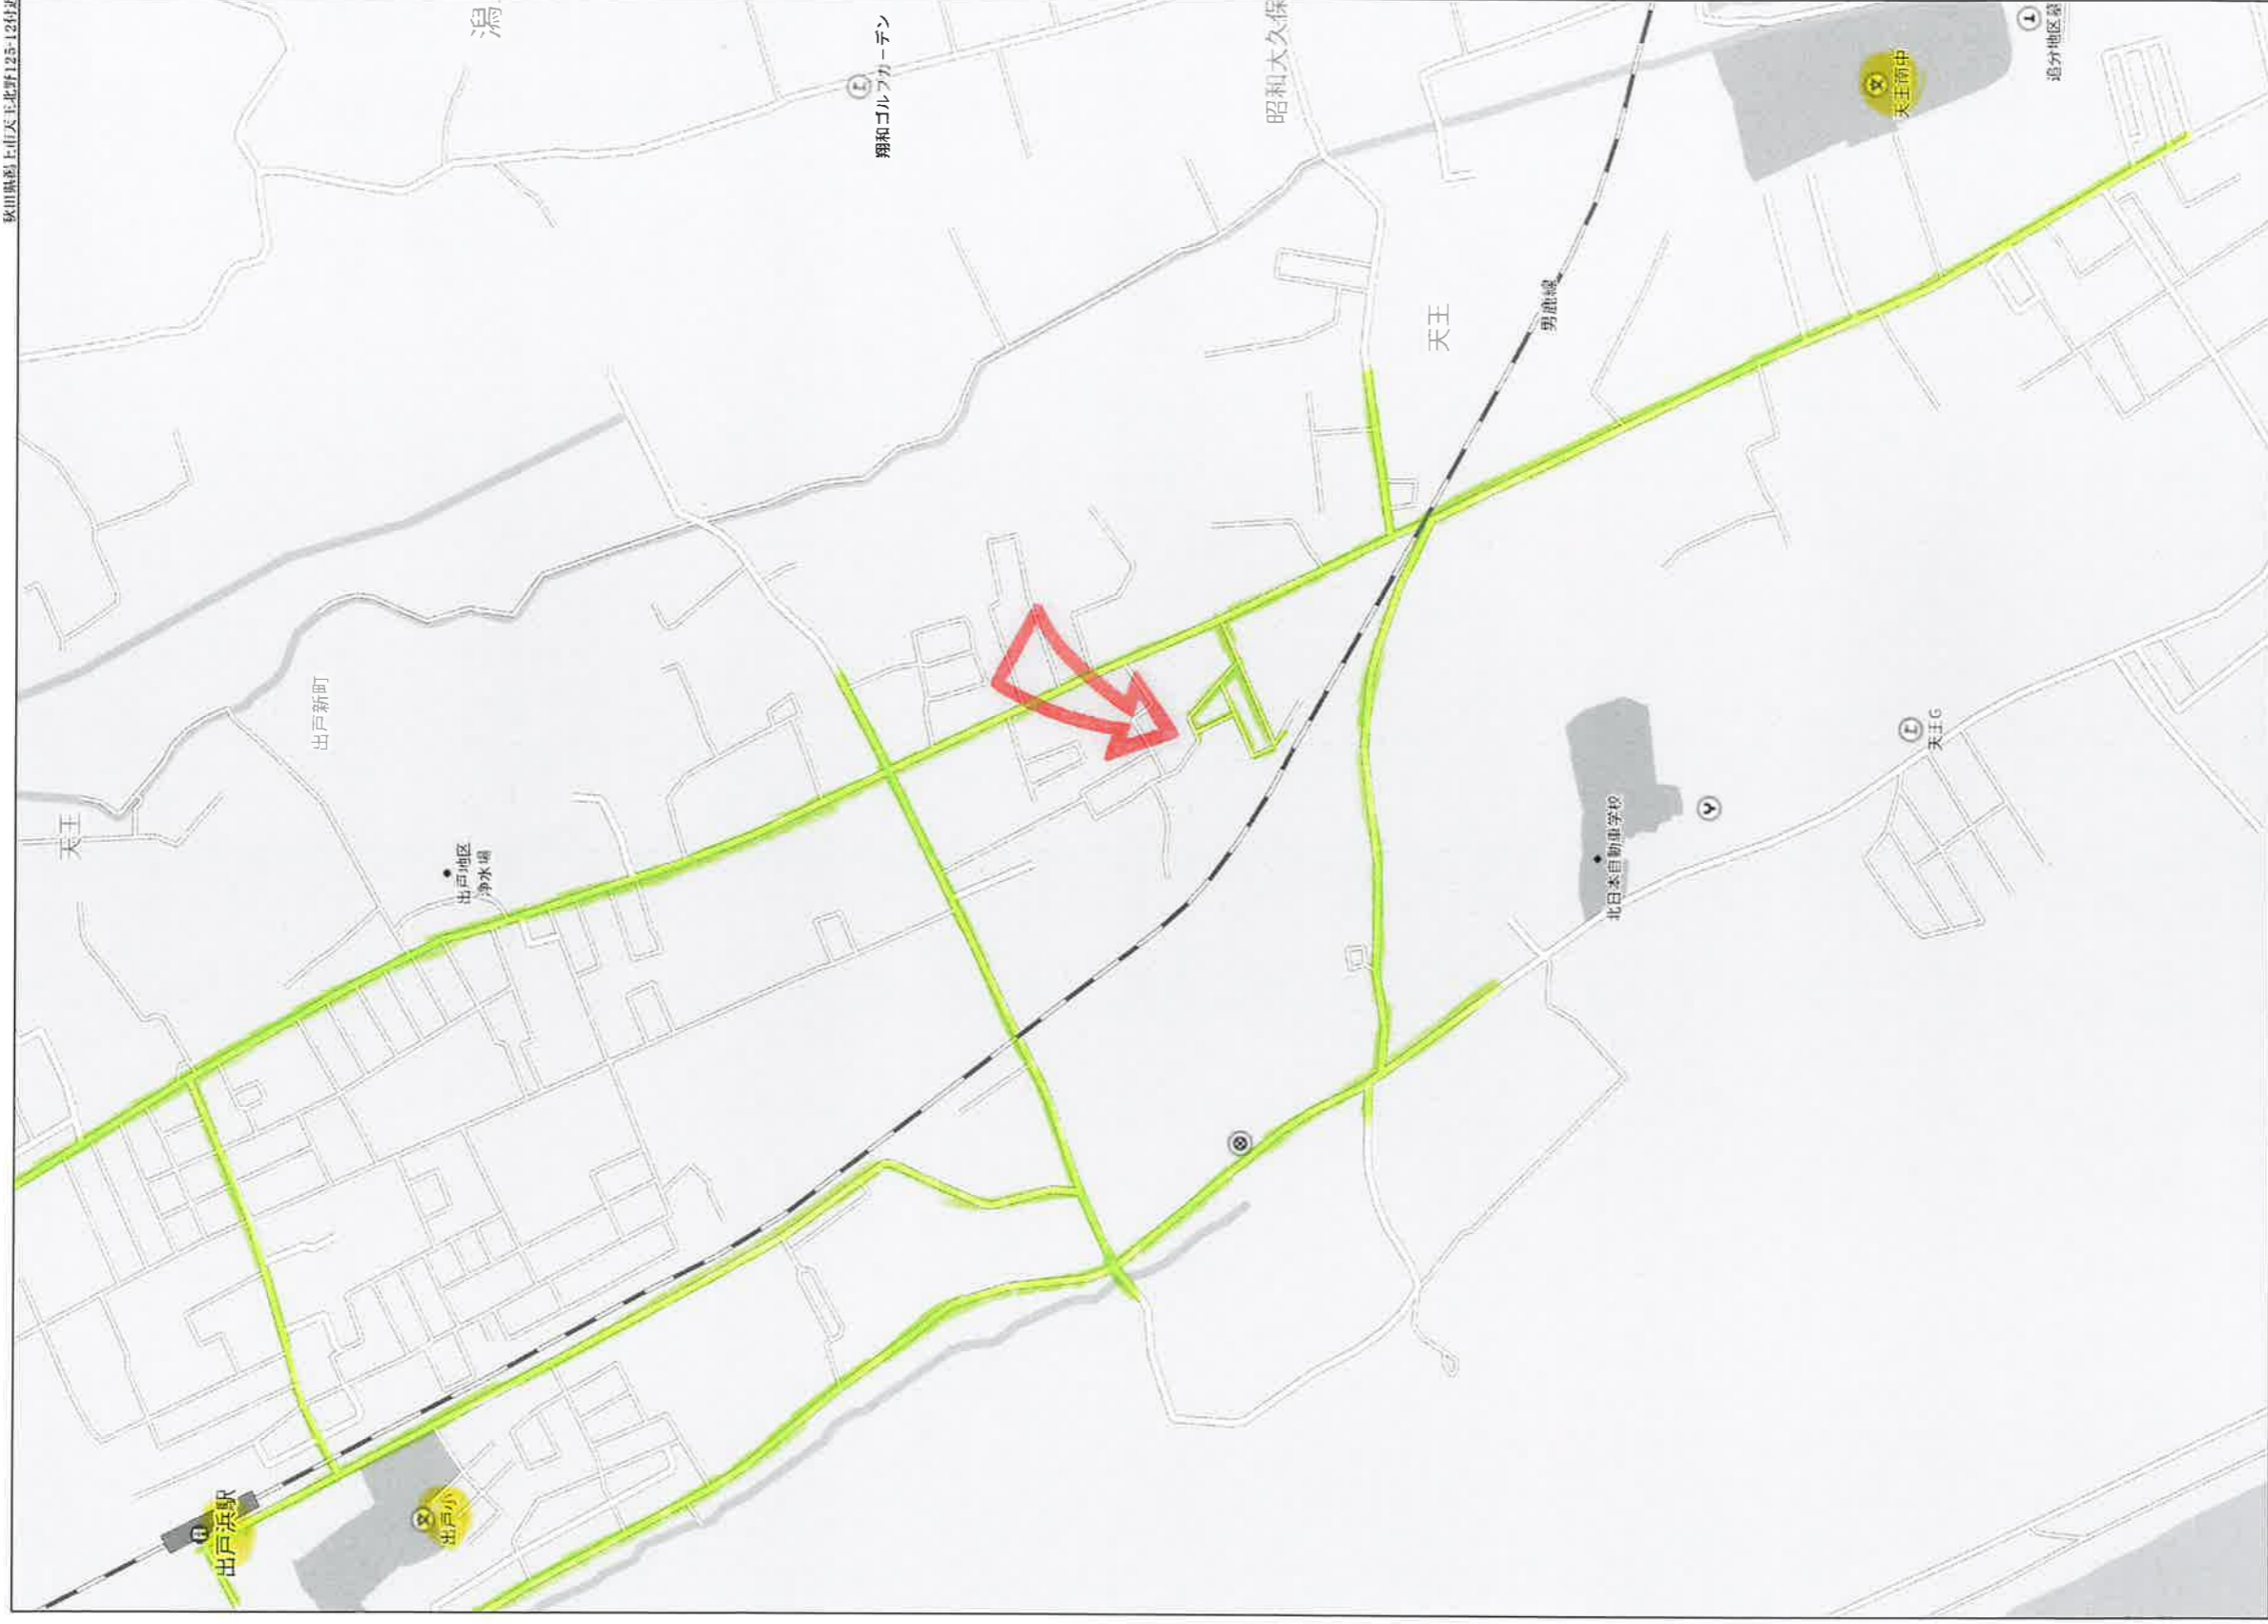 秋田県潟上市天王北野125-12付近
潟
翔和ゴルフガーデン
昭和大久保
天王南中
追分地区墓
天王
男鹿線
出戸新町
天王
出戸地区
浄水場
北日本自動車学校
天王G
出戸浜駅
出戸小